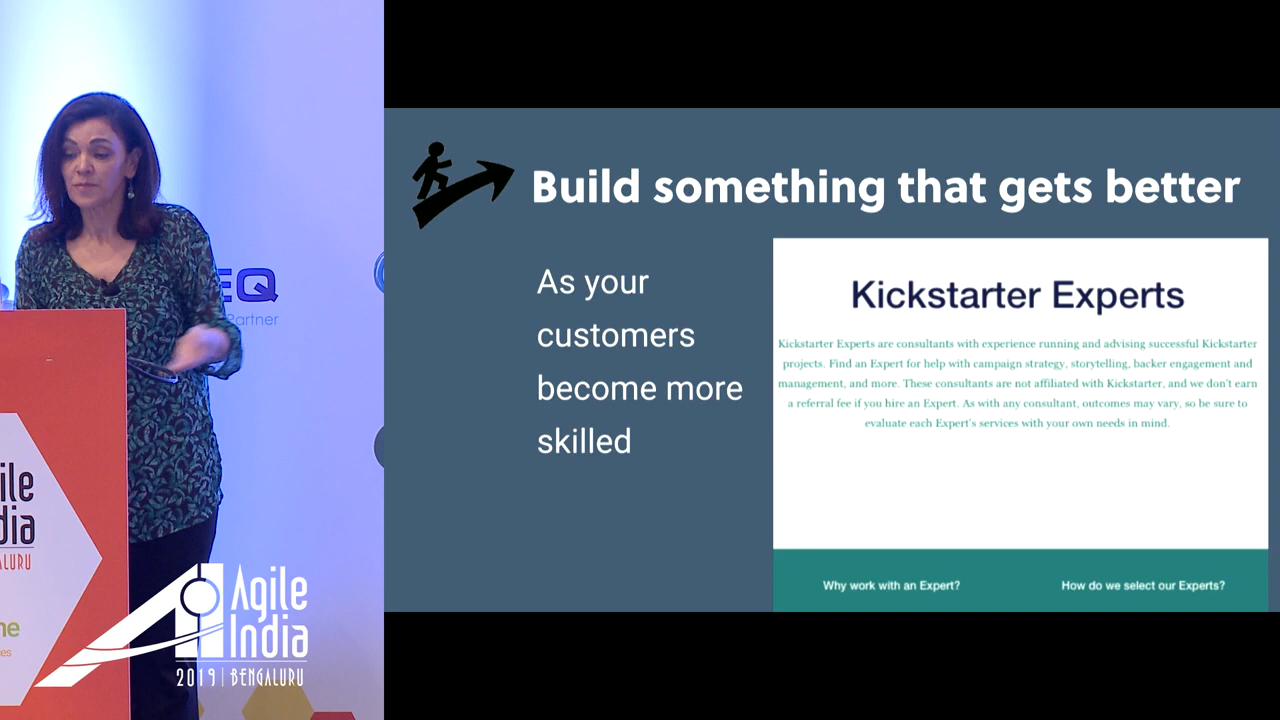 Build something that gets better
As your
customers
become more
skilled
Kickstarter Experts
Kickstarter Experts are consultants with experience running and advising successful Kickstarter
projects. Find an Expert for help with campaign strategy, storytelling, backer engagement and
management, and more. These consultants are not affiliated with Kickstarter, and we don't earn
a referral fee if you hire an Expert. As with any consultant, outcomes may vary, so be sure to
evaluate each Expert's services with your own needs in mind.
Why work with an Expert?
How do we select our Experts?
EQ
Partner
Agile
India
2019 | BENGALURU